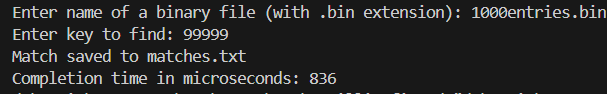 Enter name of a binary file (with .bin extension): 1000entries.bin
Enter key to find: 99999
Match saved to matches.txt
Completion time in microseconds: 836